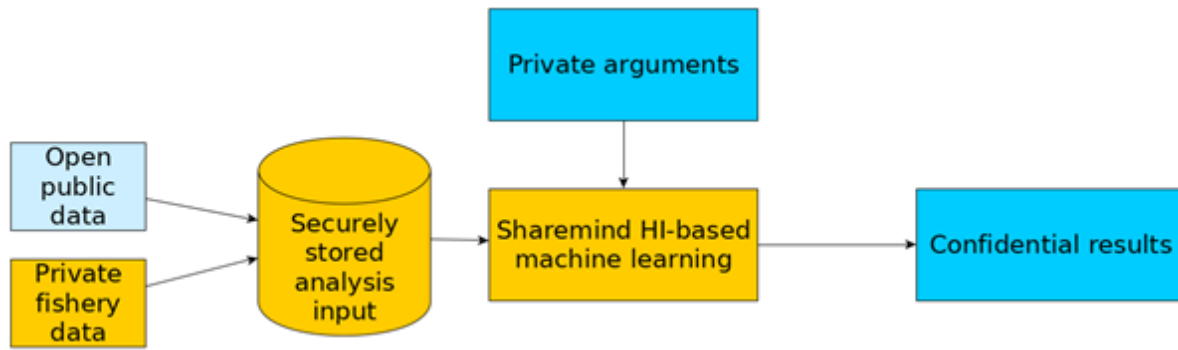 Private arguments
Open
public
data
Private
fishery
data
Securely
stored
analysis
input
Sharemind HI-based
machine learning
Confidential results